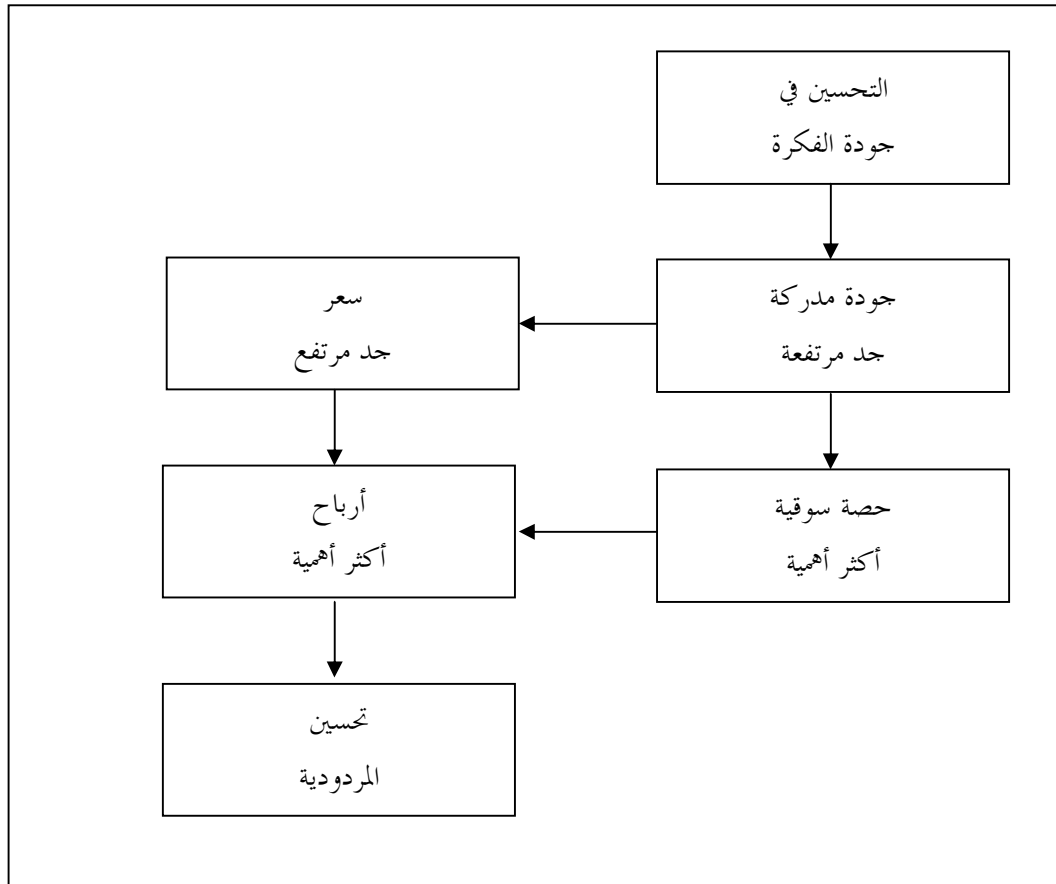 التحسين في
جودة الفكرة
جودة مدركة
جد مرتفعة
سعر
جد مرتفع
حصة سوقية
أكثر أهمية
أرباح
أكثر أهمية
تحسين
المردودية